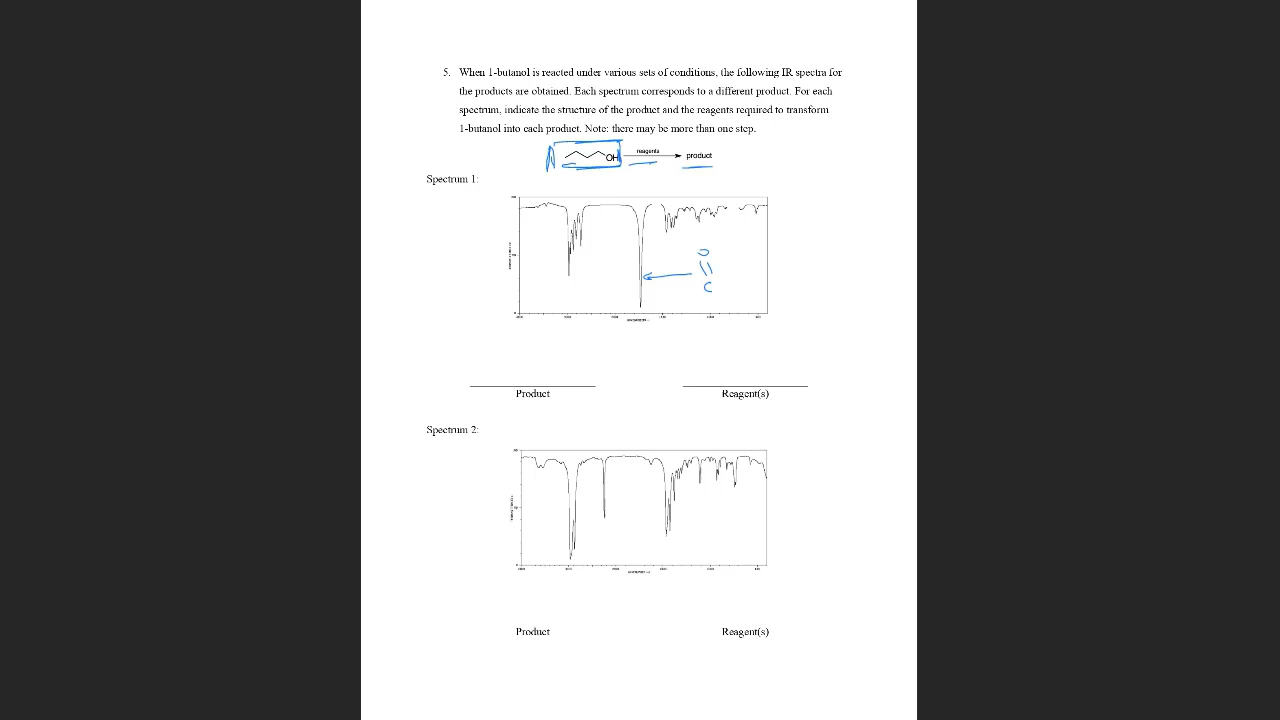 5. When 1-butanol is reacted under various sets of conditions, the following IR spectra for
the products are obtained. Each spectrum corresponds to a different product. For each
spectrum, indicate the structure of the product and the reagents required to transform
1-butanol into each product. Note: there may be more than one step.
OH reagents product
Spectrum 1:
O
C
Product Reagent(s)
Spectrum 2:
Product Reagent(s)